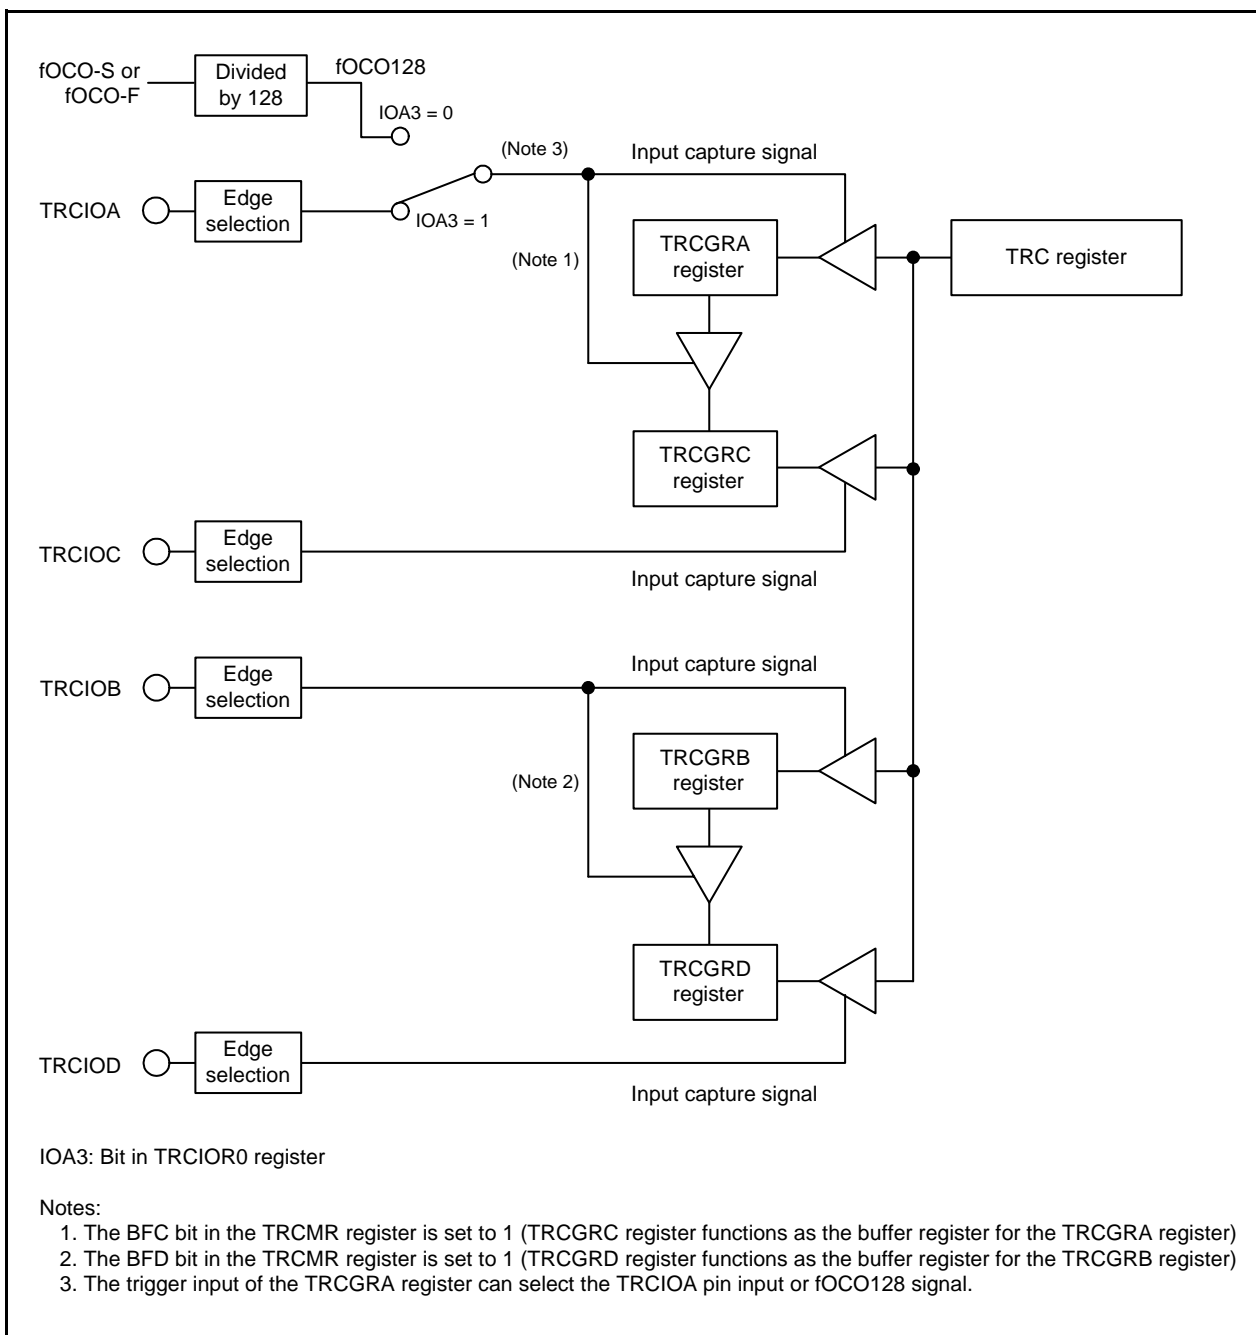 fOCO-S or
fOCO-F
Divided
by 128
fOCO128
IOA3 = 0
(Note 3)
Input capture signal
TRCIOA
Edge
selection
IOA3 = 1
(Note 1)
TRCGRA
register
TRC register
TRCGRC
register
TRCIOC
Edge
selection
Input capture signal
TRCIOB
Edge
selection
Input capture signal
(Note 2)
TRCGRB
register
TRCGRD
register
TRCIOD
Edge
selection
Input capture signal
IOA3: Bit in TRCIOR0 register
Notes:
1. The BFC bit in the TRCMR register is set to 1 (TRCGRC register functions as the buffer register for the TRCGRA register)
2. The BFD bit in the TRCMR register is set to 1 (TRCGRD register functions as the buffer register for the TRCGRB register)
3. The trigger input of the TRCGRA register can select the TRCIOA pin input or fOCO128 signal.